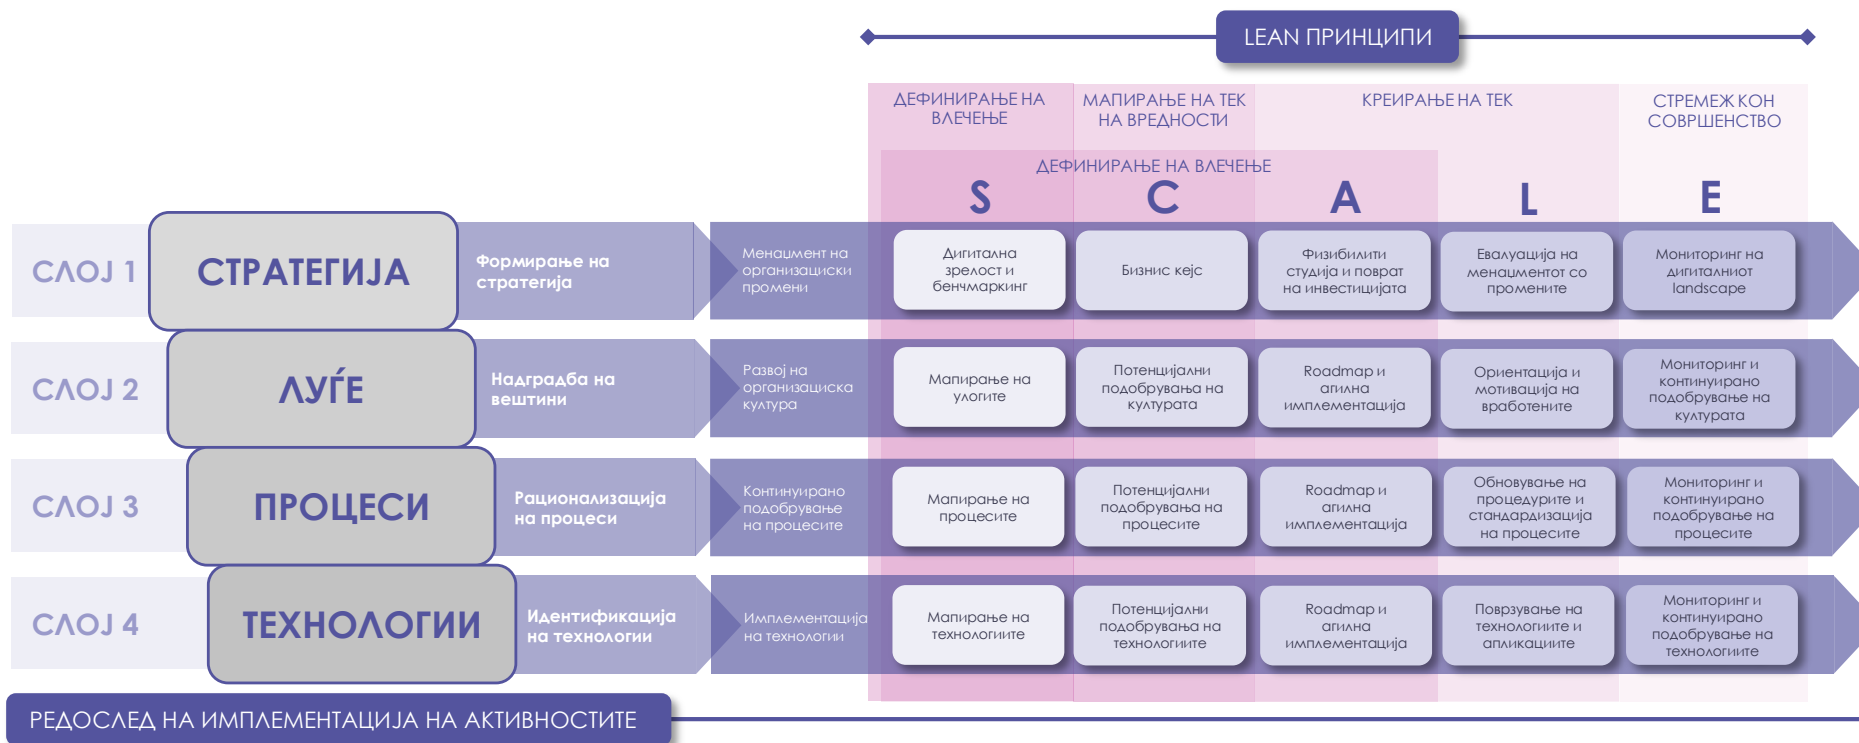 LEAN ПРИНЦИПИ
ДЕФИНИРАЊЕ НА
ВЛЕЧЕЊЕ
МАПИРАЊЕ НА ТЕК
НА ВРЕДНОСТИ
КРЕИРАЊЕ НА ТЕК
СТРЕМЕЖ КОН
СОВРШЕНСТВО
ДЕФИНИРАЊЕ НА ВЛЕЧЕЊЕ
S
C
A
L
E
СЛОЈ 1
СТРАТЕГИЈА
Формирање на
стратегија
Менаџмент на
организациски
промени
Дигитална
зрелост и
бенчмаркинг
Бизнис кејс
Физибилити
студија и поврат
на инвестицијата
Евалуација на
менаџментот со
промените
Мониторинг на
дигиталниот
landscape
СЛОЈ 2
ЛУЃЕ
Надградба на
вештини
Развој на
организациска
култура
Мапирање на
улогите
Потенцијални
подобрувања на
културата
Roadmap и
агилна
имплементација
Ориентација и
мотивација на
вработените
Мониторинг и
континуирано
подобрување на
културата
СЛОЈ 3
ПРОЦЕСИ
Рационализација
на процеси
Континуирано
подобрување
на процесите
Мапирање на
процесите
Потенцијални
подобрувања на
процесите
Roadmap и
агилна
имплементација
Обновување на
процедурите и
стандардизација
на процесите
Мониторинг и
континуирано
подобрување на
процесите
СЛОЈ 4
ТЕХНОЛОГИИ
Идентификација
на технологии
Имплементација
на технологии
Мапирање на
технологиите
Потенцијални
подобрувања на
технологиите
Roadmap и
агилна
имплементација
Поврзување на
технологиите и
апликациите
Мониторинг и
континуирано
подобрување на
технологиите
РЕДОСЛЕД НА ИМПЛЕМЕНТАЦИЈА НА АКТИВНОСТИТЕ